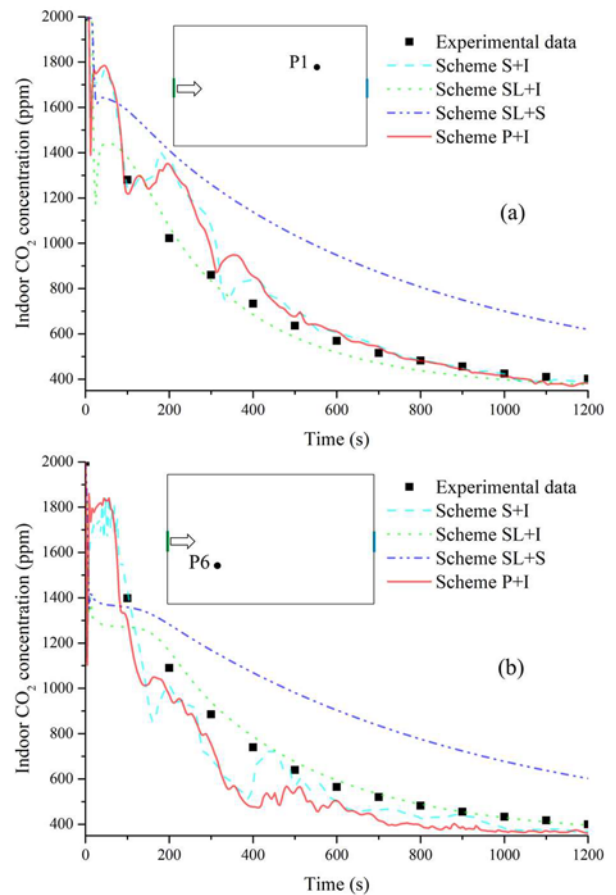 2000
1800
1600
1400
1200
1000
800
600
400
Indoor CO₂ concentration (ppm)
P1
Experimental data
Scheme S+I
Scheme SL+I
Scheme SL+S
Scheme P+I
(a)
0 200 400 600 800 1000 1200
Time (s)
2000
1800
1600
1400
1200
1000
800
600
400
Indoor CO₂ concentration (ppm)
P6
Experimental data
Scheme S+I
Scheme SL+I
Scheme SL+S
Scheme P+I
(b)
0 200 400 600 800 1000 1200
Time (s)